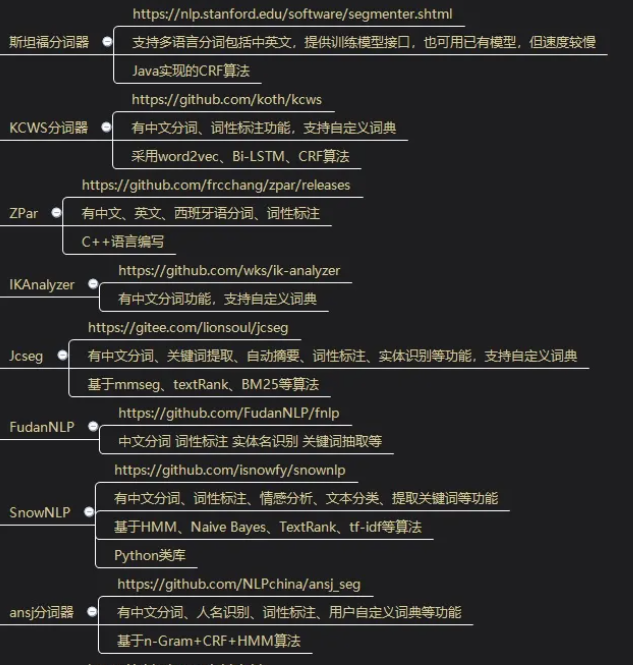 斯坦福分词器
https://nlp.stanford.edu/software/segmenter.shtml
支持多语言分词包括中英文，提供训练模型接口，也可用已有模型，但速度较慢
Java实现的CRF算法
KCWS分词器
https://github.com/koth/kcws
有中文分词、词性标注功能，支持自定义词典
采用word2vec、Bi-LSTM、CRF算法
ZPar
https://github.com/frcchang/zpar/releases
有中文、英文、西班牙语分词、词性标注
C++语言编写
IKAnalyzer
https://github.com/wks/ik-analyzer
有中文分词功能，支持自定义词典
Jcseg
https://gitee.com/lionsoul/jcseg
有中文分词、关键词提取、自动摘要、词性标注、实体识别等功能，支持自定义词典
基于mmseg、textRank、BM25等算法
FudanNLP
https://github.com/FudanNLP/fnlp
中文分词 词性标注 实体名识别 关键词抽取等
SnowNLP
https://github.com/isnowfy/snownlp
有中文分词、词性标注、情感分析、文本分类、提取关键词等功能
基于HMM、Naive Bayes、TextRank、tf-idf等算法
Python类库
ansj分词器
https://github.com/NLPchina/ansj_seg
有中文分词、人名识别、词性标注、用户自定义词典等功能
基于n-Gram+CRF+HMM算法